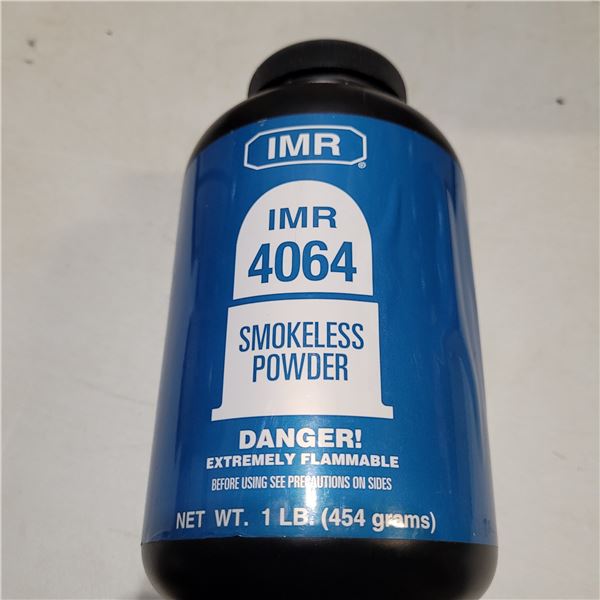 IMR®
IMR
4064
SMOKELESS
POWDER
DANGER!
EXTREMELY FLAMMABLE
BEFORE USING SEE PRECAUTIONS ON SIDES
NET WT. 1 LB. (454 grams)